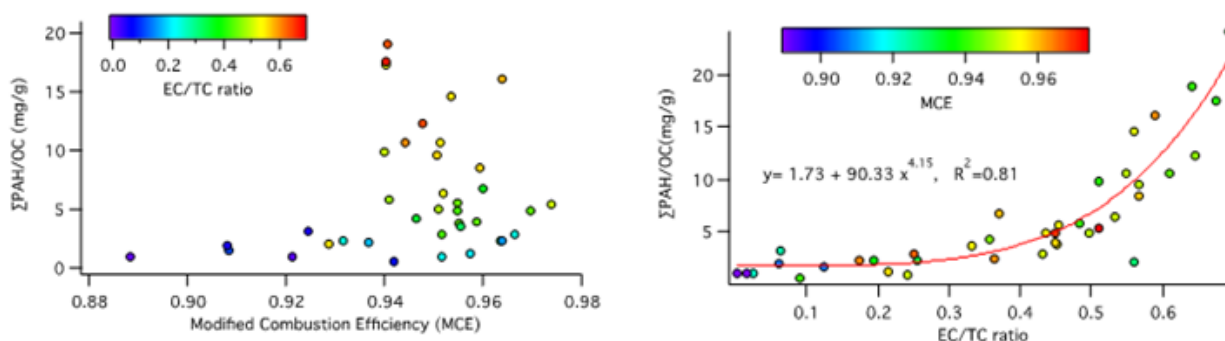 20
15
10
5
0
ΣPAH/OC (mg/g)
0.0 0.2 0.4 0.6
EC/TC ratio
0.88 0.90 0.92 0.94 0.96 0.98
Modified Combustion Efficiency (MCE)
20
15
10
5
ΣPAH/OC(mg/g)
0.90 0.92 0.94 0.96
MCE
y= 1.73 + 90.33 x^4.15, R^2=0.81
0.1 0.2 0.3 0.4 0.5 0.6
EC/TC ratio